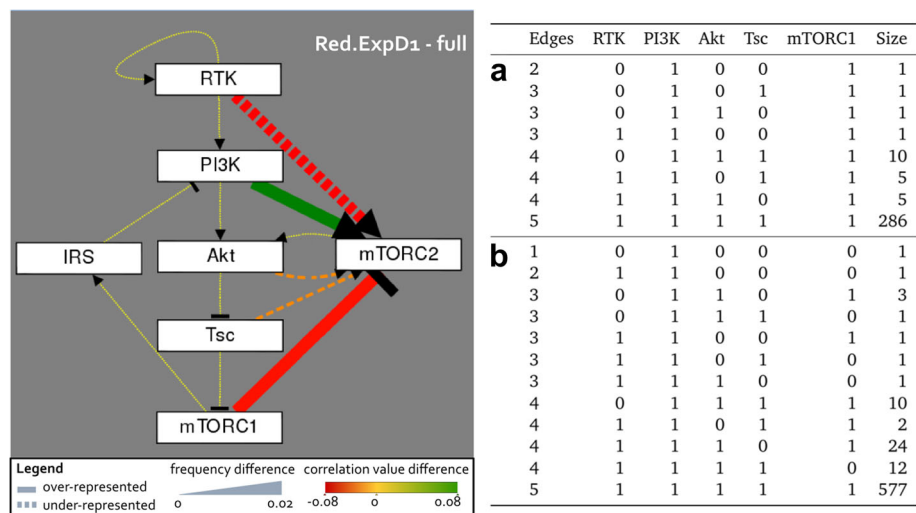 Red.ExpD1 - full
RTK
PI3K
IRS
Akt
mTORC2
Tsc
mTORC1
Legend
over-represented
under-represented
frequency difference
0 0.02
correlation value difference
-0.08 0 0.08
Edges RTK PI3K Akt Tsc mTORC1 Size
a
2 0 1 0 0 1 1
3 0 1 0 1 1 1
3 0 1 1 0 1 1
3 1 1 0 0 1 1
4 0 1 1 1 1 10
4 1 1 0 1 1 5
4 1 1 1 0 1 5
5 1 1 1 1 1 286
b
1 0 1 0 0 0 1
2 1 1 0 0 0 1
3 0 1 1 0 1 3
3 0 1 1 1 0 1
3 1 1 0 0 1 1
3 1 1 0 1 0 1
3 1 1 1 0 0 1
4 0 1 1 1 1 10
4 1 1 0 1 1 2
4 1 1 1 0 1 24
4 1 1 1 1 0 12
5 1 1 1 1 1 577